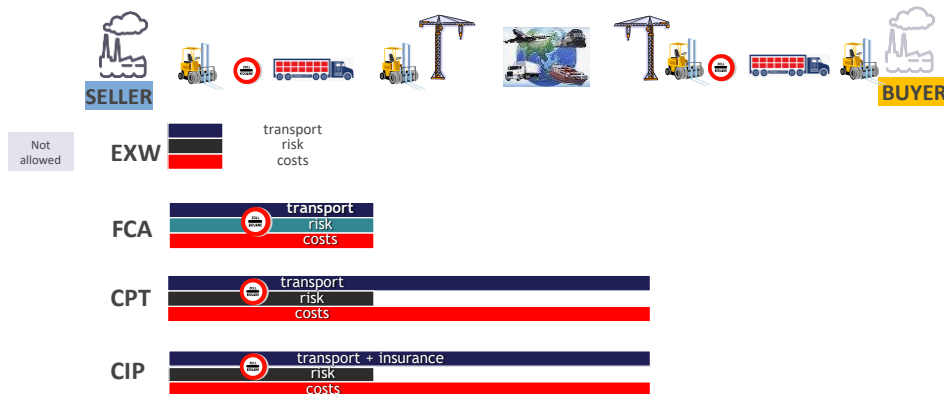 SELLER
BUYER
Not
allowed
EXW
transport
risk
costs
FCA
transport
risk
costs
CPT
transport
risk
costs
CIP
transport + insurance
risk
costs